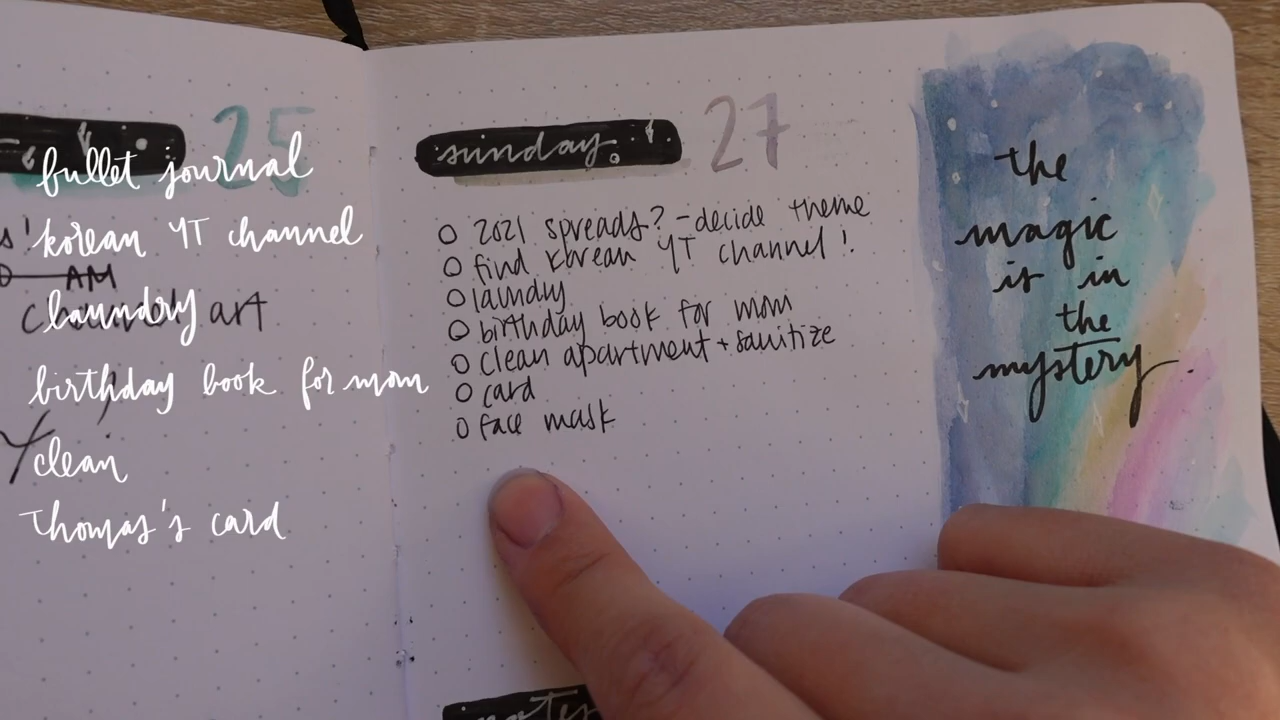 25
bullet journal
korean YT channel
AM
channel art
laundry
birthday book for mom
clean
Thomas's card
sunday. 27
2021 spreads? - decide theme
find korean YT channel!
laundry
birthday book for mom
clean apartment + sanitize
card
face mask
notes
the
magic
is in
the
mystery.